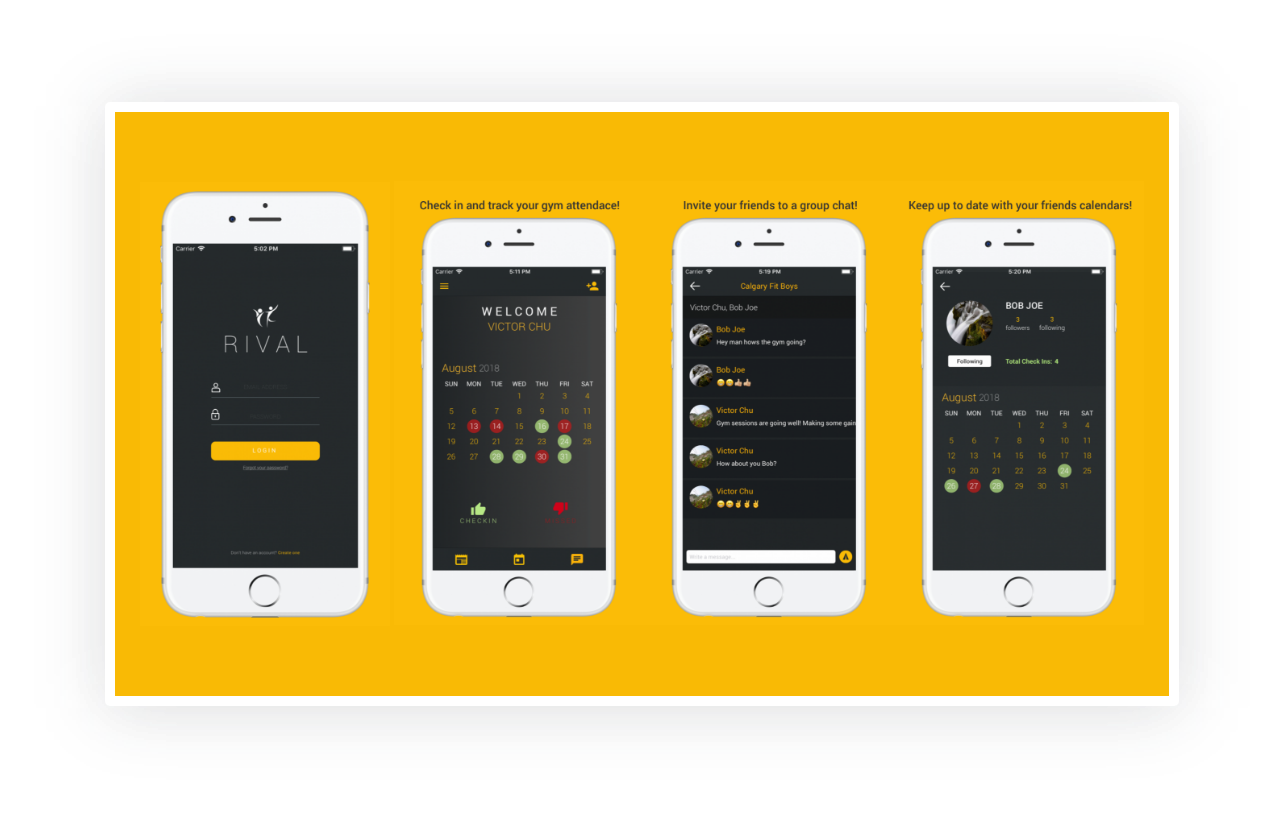 Carrier 5:02 PM
RIVAL
LOGIN
Forgot your password?
Don't have an account? Create one
Check in and track your gym attendace!
Carrier 5:11 PM
WELCOME
VICTOR CHU
August 2018
SUN MON TUE WED THU FRI SAT
1 2 3 4
5 6 7 8 9 10 11
12 13 14 15 16 17 18
19 20 21 22 23 24 25
26 27 28 29 30 31
CHECKIN
Invite your friends to a group chat!
Carrier 5:19 PM
Calgary Fit Boys
Victor Chu, Bob Joe
Bob Joe
Hey man hows the gym going?
Bob Joe
Victor Chu
Gym sessions are going well! Making some gain
Victor Chu
How about you Bob?
Victor Chu
Write a message...
Keep up to date with your friends calendars!
Carrier 5:20 PM
BOB JOE
3 3
followers following
Following Total Check Ins: 4
August 2018
SUN MON TUE WED THU FRI SAT
1 2 3 4
5 6 7 8 9 10 11
12 13 14 15 16 17 18
19 20 21 22 23 24 25
26 27 28 29 30 31